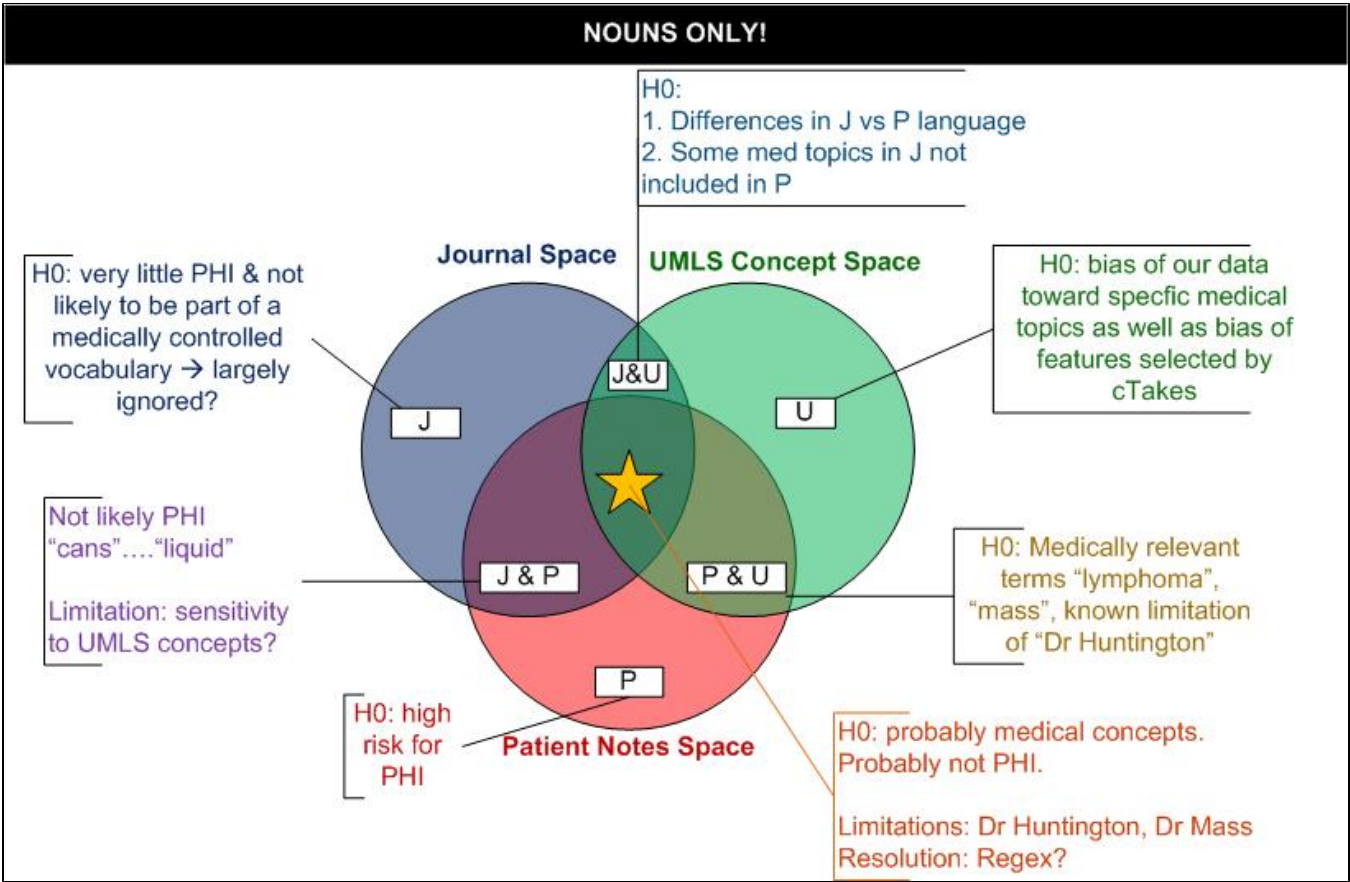 NOUNS ONLY!
H0:
1. Differences in J vs P language
2. Some med topics in J not
included in P
Journal Space
UMLS Concept Space
H0: very little PHI & not
likely to be part of a
medically controlled
vocabulary → largely
ignored?
H0: bias of our data
toward specfic medical
topics as well as bias of
features selected by
cTakes
J&U
J
U
Not likely PHI
“cans”....“liquid”
Limitation: sensitivity
to UMLS concepts?
J & P
P & U
H0: Medically relevant
terms “lymphoma”,
“mass”, known limitation
of “Dr Huntington”
P
H0: high
risk for
PHI
Patient Notes Space
H0: probably medical concepts.
Probably not PHI.
Limitations: Dr Huntington, Dr Mass
Resolution: Regex?